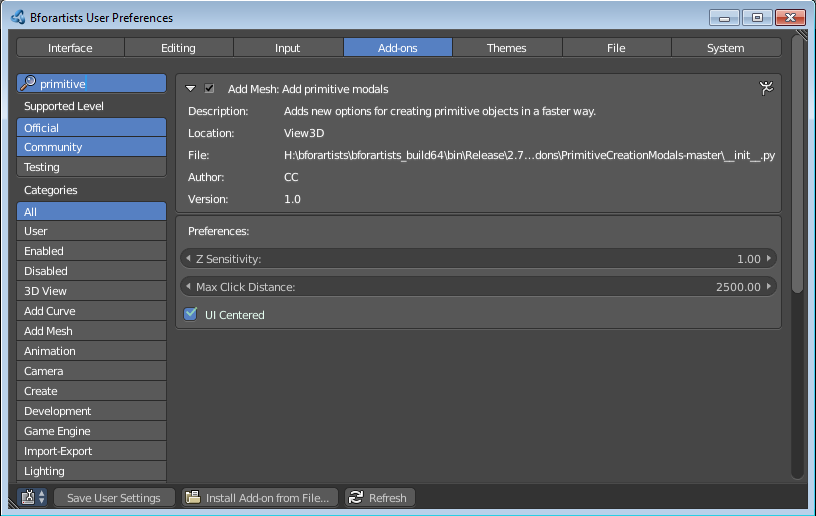 Bforartists User Preferences
Interface Editing Input Add-ons Themes File System
primitive
Supported Level
Official
Community
Testing
Categories
All
User
Enabled
Disabled
3D View
Add Curve
Add Mesh
Animation
Camera
Create
Development
Game Engine
Import-Export
Lighting
Add Mesh: Add primitive modals
Description: Adds new options for creating primitive objects in a faster way.
Location: View3D
File: H:\bforartists\bforartists_build64\bin\Release\2.7...dons\PrimitiveCreationModals-master\__init__.py
Author: CC
Version: 1.0
Preferences:
Z Sensitivity: 1.00
Max Click Distance: 2500.00
UI Centered
Save User Settings Install Add-on from File... Refresh